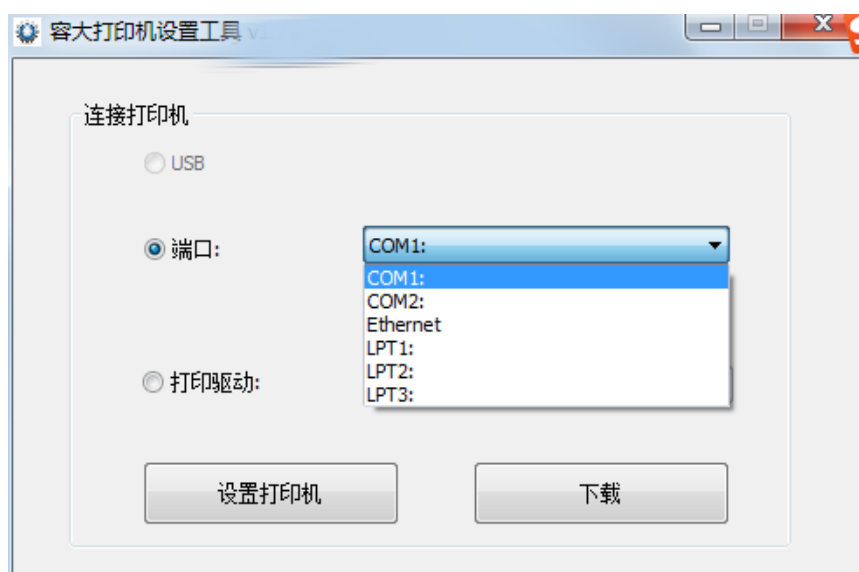 容大打印机设置工具
连接打印机
USB
端口:
COM1:
COM1:
COM2:
Ethernet
LPT1:
LPT2:
LPT3:
打印驱动:
设置打印机
下载